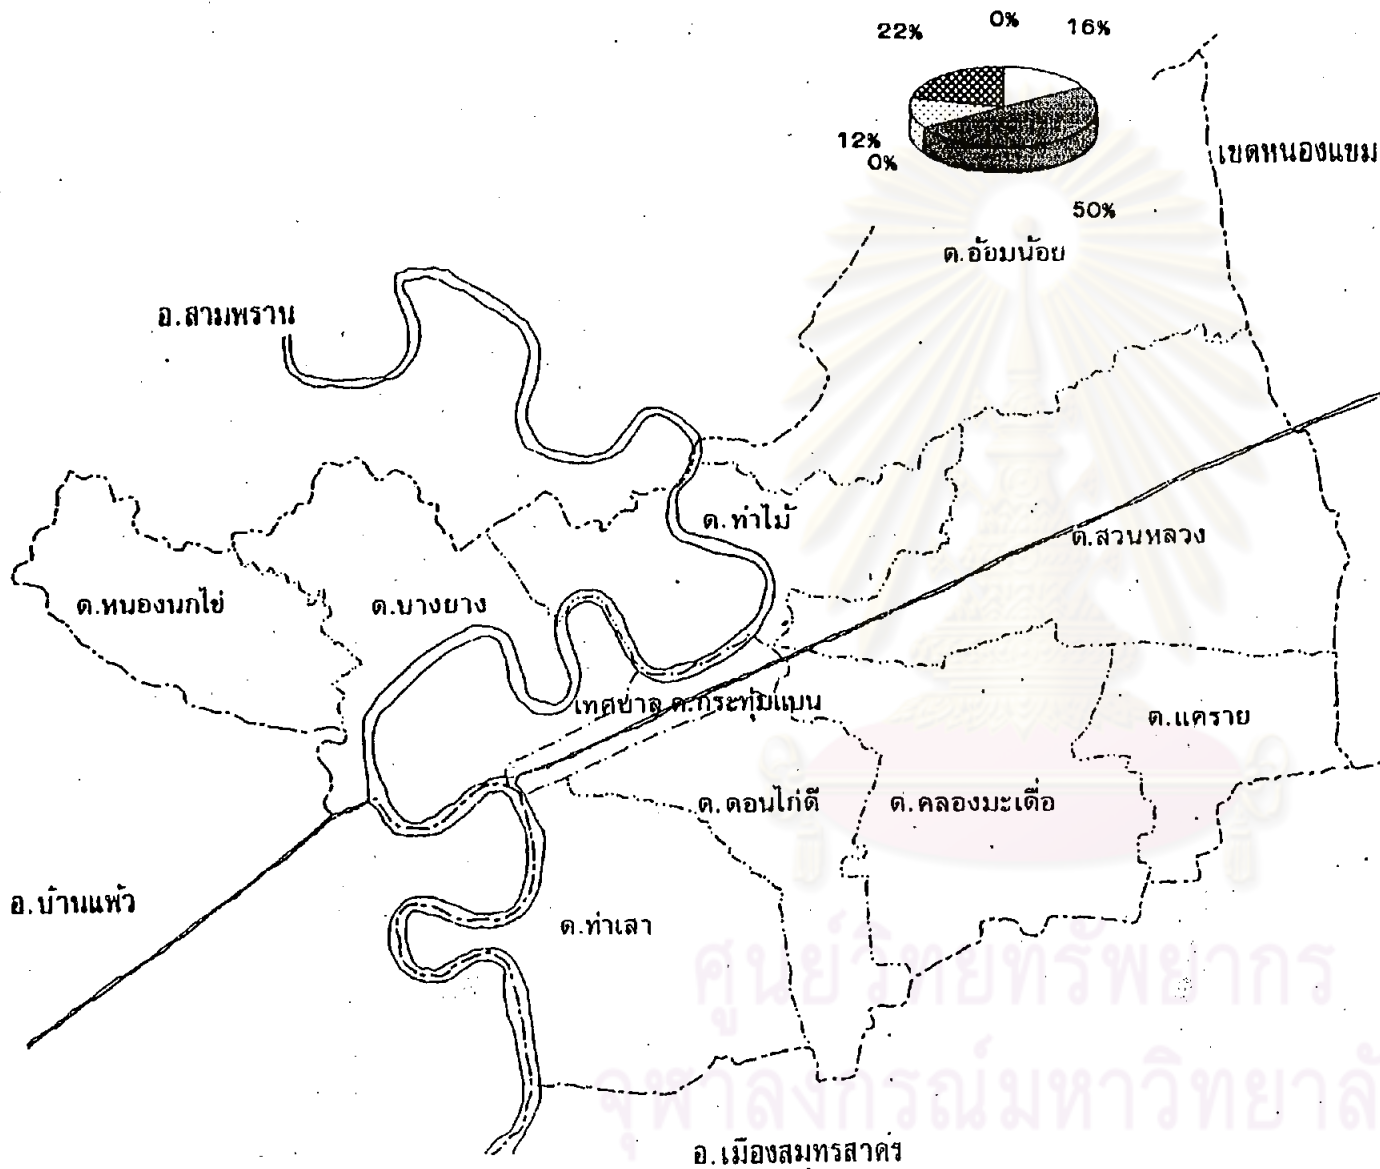 22%
0%
16%
12%
0%
50%
เขตหนองแขม
ต.อ้อมน้อย
อ.สามพราน
ต.ท่าไม้
ต.สวนหลวง
ต.หนองนกไข่
ต.บางยาง
เทศบาล ต.กระทุ่มแบน
ต.แคราย
ต.ดอนไก่ดี
ต.คลองมะเดื่อ
อ.บ้านแพ้ว
ต.ท่าเสา
ศูนย์วิทยทรัพยากร
จุฬาลงกรณ์มหาวิทยาลั
อ.เมืองสมุทรสาคร